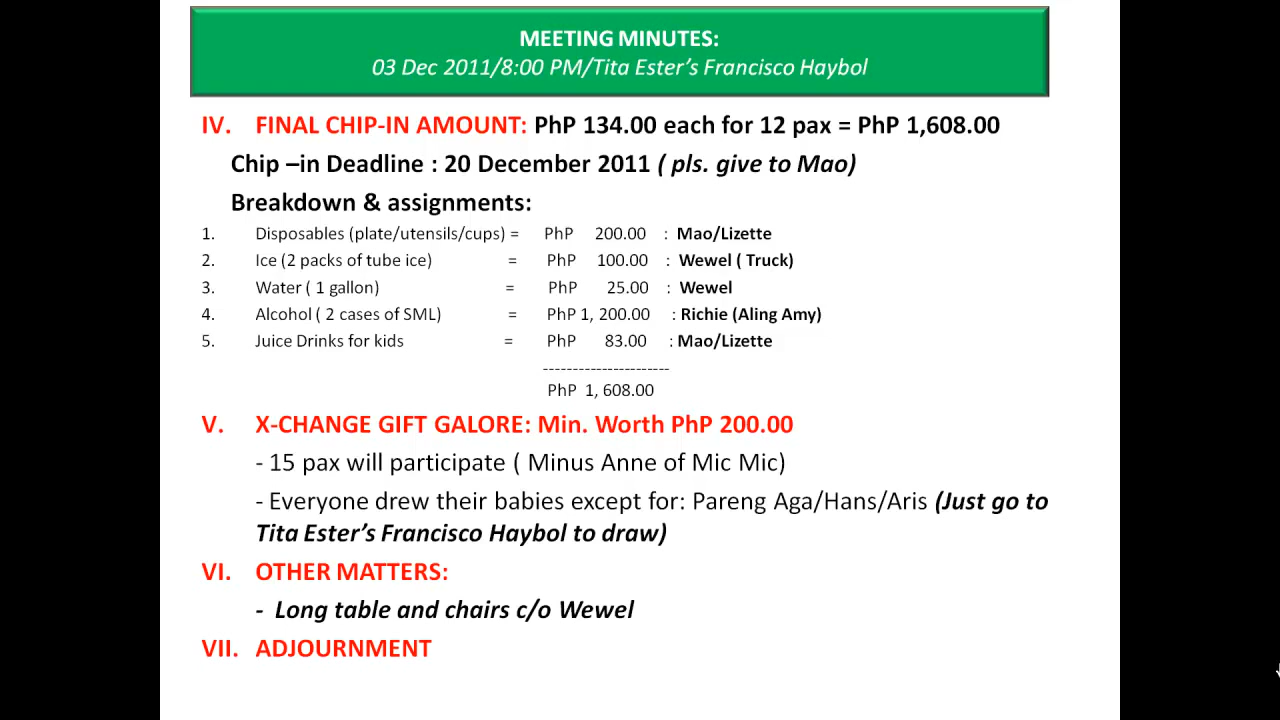 MEETING MINUTES:
03 Dec 2011/8:00 PM/Tita Ester’s Francisco Haybol
IV. FINAL CHIP-IN AMOUNT: PhP 134.00 each for 12 pax = PhP 1,608.00
Chip –in Deadline : 20 December 2011 ( pls. give to Mao)
Breakdown & assignments:
1. Disposables (plate/utensils/cups) = PhP 200.00 : Mao/Lizette
2. Ice (2 packs of tube ice) = PhP 100.00 : Wewel ( Truck)
3. Water ( 1 gallon) = PhP 25.00 : Wewel
4. Alcohol ( 2 cases of SML) = PhP 1, 200.00 : Richie (Aling Amy)
5. Juice Drinks for kids = PhP 83.00 : Mao/Lizette
-----------------------
PhP 1, 608.00
V. X-CHANGE GIFT GALORE: Min. Worth PhP 200.00
- 15 pax will participate ( Minus Anne of Mic Mic)
- Everyone drew their babies except for: Pareng Aga/Hans/Aris (Just go to
Tita Ester’s Francisco Haybol to draw)
VI. OTHER MATTERS:
- Long table and chairs c/o Wewel
VII. ADJOURNMENT